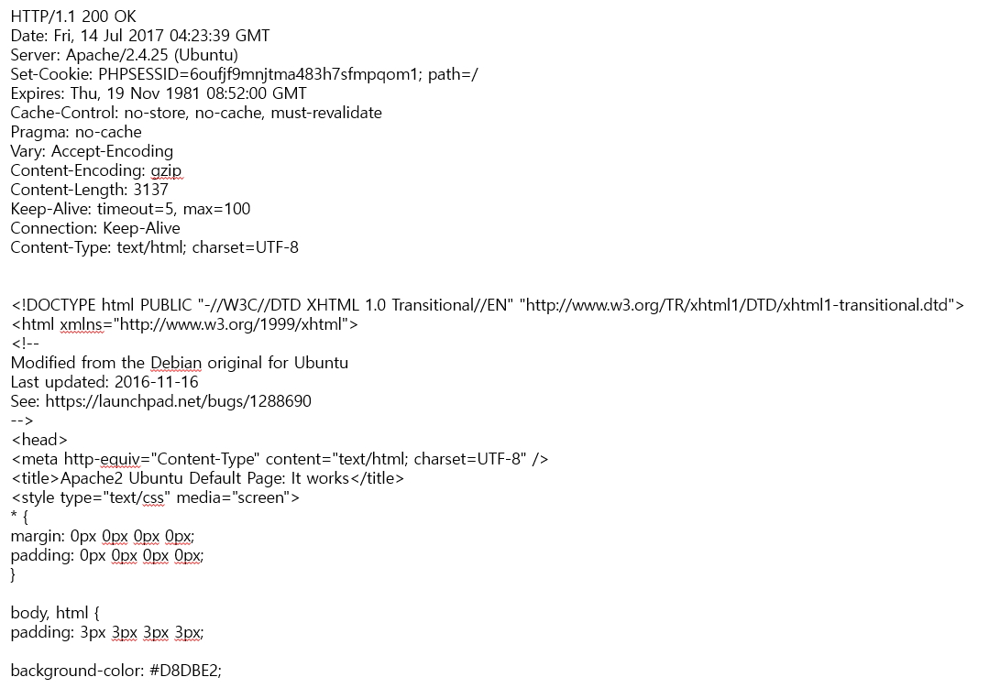 HTTP/1.1 200 OK
Date: Fri, 14 Jul 2017 04:23:39 GMT
Server: Apache/2.4.25 (Ubuntu)
Set-Cookie: PHPSESSID=6oufjf9mnjtma483h7sfmpqom1; path=/
Expires: Thu, 19 Nov 1981 08:52:00 GMT
Cache-Control: no-store, no-cache, must-revalidate
Pragma: no-cache
Vary: Accept-Encoding
Content-Encoding: gzip
Content-Length: 3137
Keep-Alive: timeout=5, max=100
Connection: Keep-Alive
Content-Type: text/html; charset=UTF-8
<!DOCTYPE html PUBLIC "-//W3C//DTD XHTML 1.0 Transitional//EN" "http://www.w3.org/TR/xhtml1/DTD/xhtml1-transitional.dtd">
<html xmlns="http://www.w3.org/1999/xhtml">
<!--
Modified from the Debian original for Ubuntu
Last updated: 2016-11-16
See: https://launchpad.net/bugs/1288690
-->
<head>
<meta http-equiv="Content-Type" content="text/html; charset=UTF-8" />
<title>Apache2 Ubuntu Default Page: It works</title>
<style type="text/css" media="screen">
* {
margin: 0px 0px 0px 0px;
padding: 0px 0px 0px 0px;
}
body, html {
padding: 3px 3px 3px 3px;
background-color: #D8DBE2;